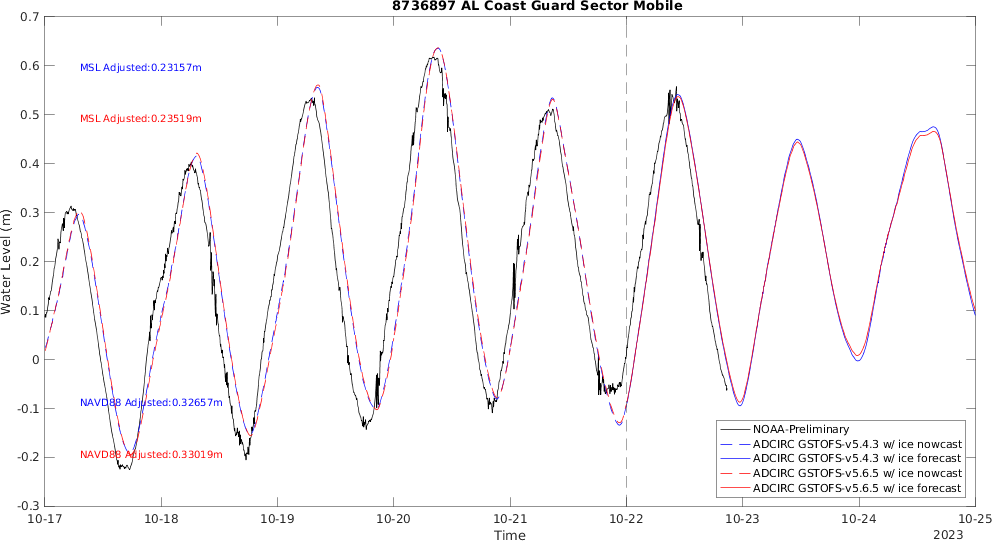 8736897 AL Coast Guard Sector Mobile
0.7
0.6
0.5
0.4
0.3
0.2
0.1
0
-0.1
-0.2
-0.3
Water Level (m)
MSL Adjusted:0.23157m
MSL Adjusted:0.23519m
NAVD88 Adjusted:0.32657m
NAVD88 Adjusted:0.33019m
NOAA-Preliminary
ADCIRC GSTOFS-v5.4.3 w/ ice nowcast
ADCIRC GSTOFS-v5.4.3 w/ ice forecast
ADCIRC GSTOFS-v5.6.5 w/ ice nowcast
ADCIRC GSTOFS-v5.6.5 w/ ice forecast
10-17 10-18 10-19 10-20 10-21 10-22 10-23 10-24 10-25
Time
2023